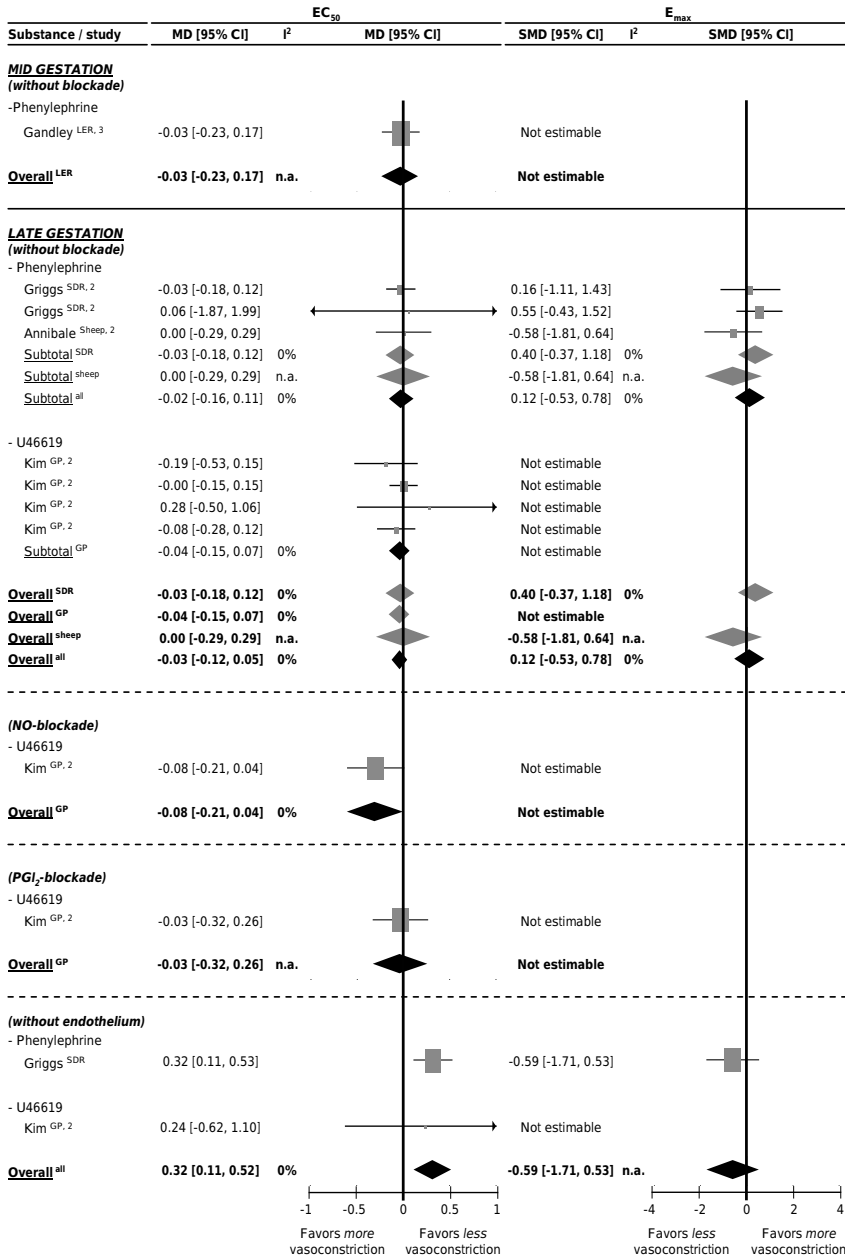 EC50 Emax
Substance / study MD [95% CI] I2 MD [95% CI] SMD [95% CI] I2 SMD [95% CI]
MID GESTATION
(without blockade)
-Phenylephrine
Gandley LER, 3 -0.03 [-0.23, 0.17] Not estimable
Overall LER -0.03 [-0.23, 0.17] n.a. Not estimable
LATE GESTATION
(without blockade)
- Phenylephrine
Griggs SDR, 2 -0.03 [-0.18, 0.12] 0.16 [-1.11, 1.43]
Griggs SDR, 2 0.06 [-1.87, 1.99] 0.55 [-0.43, 1.52]
Annibale Sheep, 2 0.00 [-0.29, 0.29] -0.58 [-1.81, 0.64]
Subtotal SDR -0.03 [-0.18, 0.12] 0% 0.40 [-0.37, 1.18] 0%
Subtotal sheep 0.00 [-0.29, 0.29] n.a. -0.58 [-1.81, 0.64] n.a.
Subtotal all -0.02 [-0.16, 0.11] 0% 0.12 [-0.53, 0.78] 0%
- U46619
Kim GP, 2 -0.19 [-0.53, 0.15] Not estimable
Kim GP, 2 -0.00 [-0.15, 0.15] Not estimable
Kim GP, 2 0.28 [-0.50, 1.06] Not estimable
Kim GP, 2 -0.08 [-0.28, 0.12] Not estimable
Subtotal GP -0.04 [-0.15, 0.07] 0% Not estimable
Overall SDR -0.03 [-0.18, 0.12] 0% 0.40 [-0.37, 1.18] 0%
Overall GP -0.04 [-0.15, 0.07] 0% Not estimable
Overall sheep 0.00 [-0.29, 0.29] n.a. -0.58 [-1.81, 0.64] n.a.
Overall all -0.03 [-0.12, 0.05] 0% 0.12 [-0.53, 0.78] 0%
(NO-blockade)
- U46619
Kim GP, 2 -0.08 [-0.21, 0.04] Not estimable
Overall GP -0.08 [-0.21, 0.04] 0% Not estimable
(PGI2-blockade)
- U46619
Kim GP, 2 -0.03 [-0.32, 0.26] Not estimable
Overall GP -0.03 [-0.32, 0.26] n.a. Not estimable
(without endothelium)
- Phenylephrine
Griggs SDR 0.32 [0.11, 0.53] -0.59 [-1.71, 0.53]
- U46619
Kim GP, 2 0.24 [-0.62, 1.10] Not estimable
Overall all 0.32 [0.11, 0.52] 0% -0.59 [-1.71, 0.53] n.a.
-1 -0.5 0 0.5 1 -4 -2 0 2 4
Favors more Favors less Favors less Favors more
vasoconstriction vasoconstriction vasoconstriction vasoconstriction